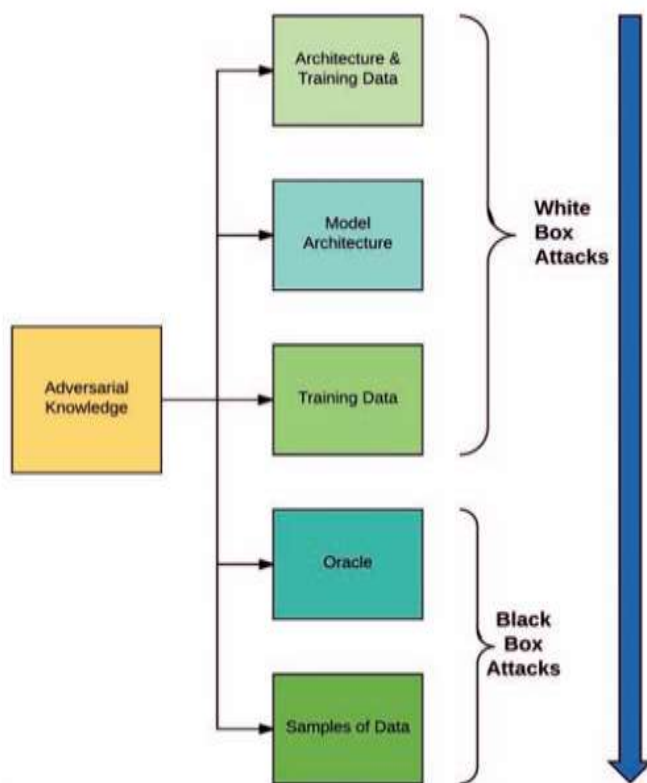 Architecture &
Training Data
Model
Architecture
White
Box
Attacks
Adversarial
Knowledge
Training Data
Oracle
Black
Box
Attacks
Samples of Data